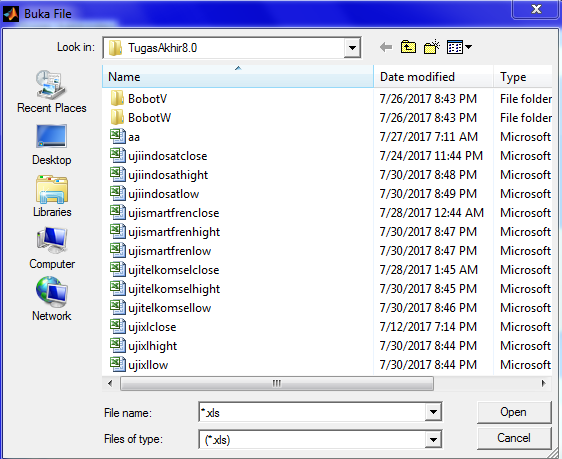 Buka File
Look in: TugasAkhir8.0
Name Date modified Type
BobotV 7/26/2017 8:43 PM File folder
BobotW 7/26/2017 8:43 PM File folder
aa 7/27/2017 7:11 AM Microsoft
ujiindosatclose 7/24/2017 11:44 PM Microsoft
ujiindosathight 7/30/2017 8:48 PM Microsoft
ujiindosatlow 7/30/2017 8:49 PM Microsoft
ujismartfrenclose 7/28/2017 12:44 AM Microsoft
ujismartfrenhight 7/30/2017 8:47 PM Microsoft
ujismartfrenlow 7/30/2017 8:47 PM Microsoft
ujitelkomselclose 7/28/2017 1:45 AM Microsoft
ujitelkomselhight 7/30/2017 8:45 PM Microsoft
ujitelkomsellow 7/30/2017 8:46 PM Microsoft
ujixlclose 7/12/2017 7:14 PM Microsoft
ujixlhight 7/30/2017 8:44 PM Microsoft
ujixllow 7/30/2017 8:44 PM Microsoft
Recent Places
Desktop
Libraries
Computer
Network
File name: *.xls Open
Files of type: (*.xls) Cancel